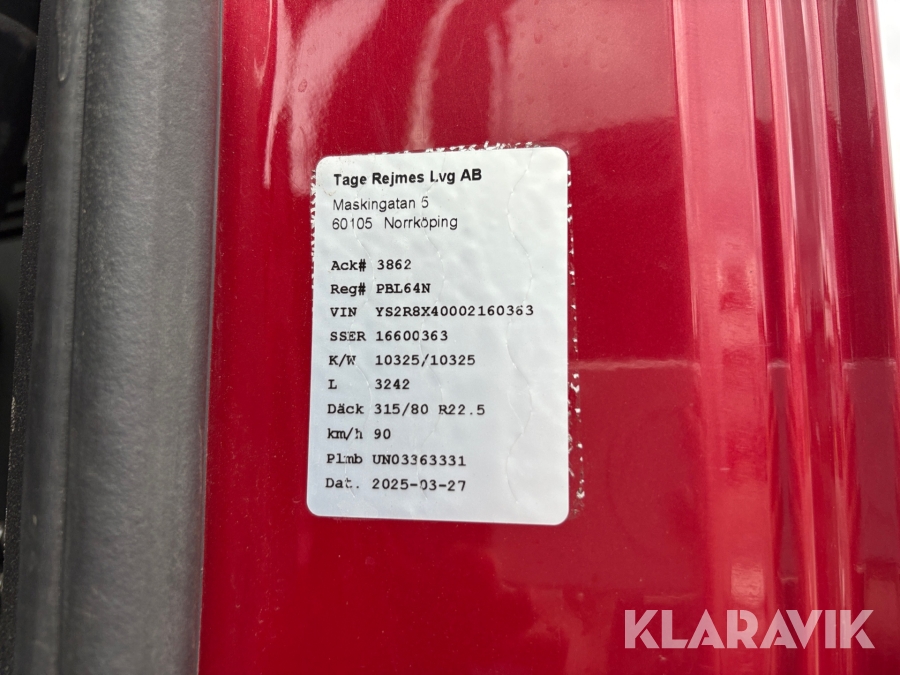 Tage Rejmes Lvg AB
Maskingatan 5
60105 Norrköping
Ack# 3862
Reg# PBL64N
VIN YS2R8X40002160363
SSER 16600363
K/W 10325/10325
L 3242
Däck 315/80 R22.5
km/h 90
Plmb UN03363331
Dat. 2025-03-27
KLARAVIK